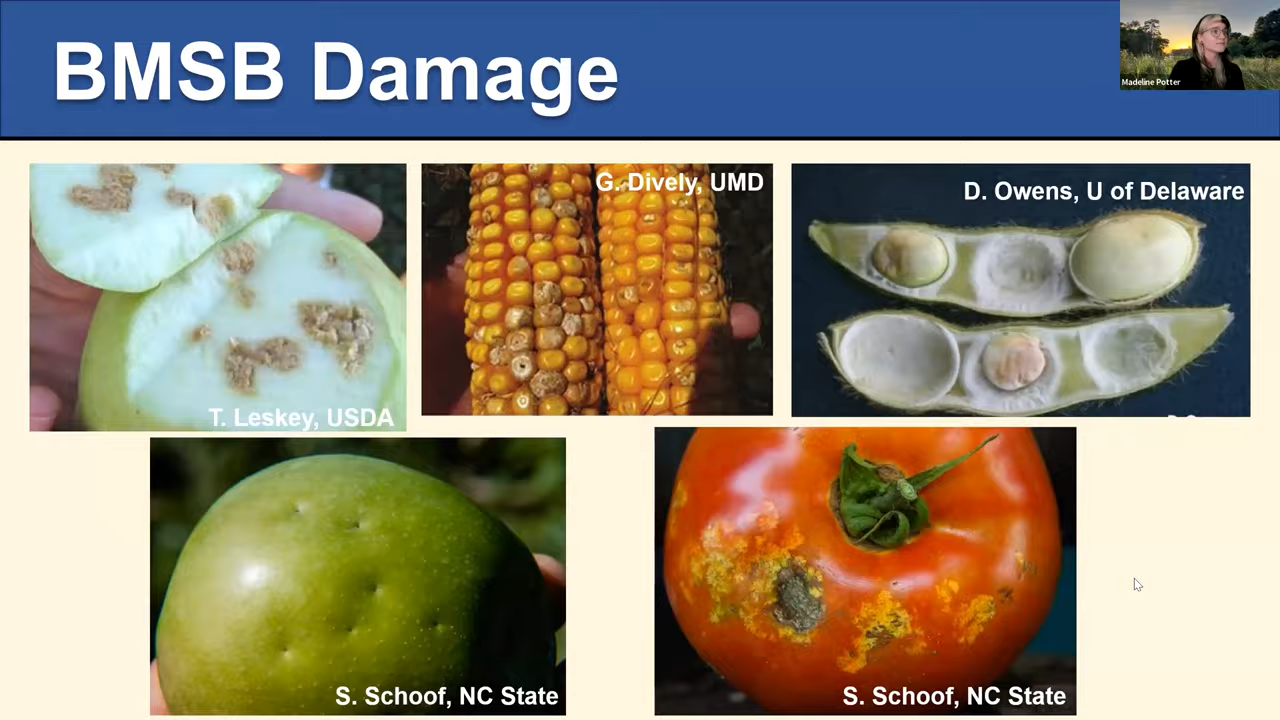 BMSB Damage
Madeline Potter
G. Dively, UMD
D. Owens, U of Delaware
T. Leskey, USDA
S. Schoof, NC State
S. Schoof, NC State